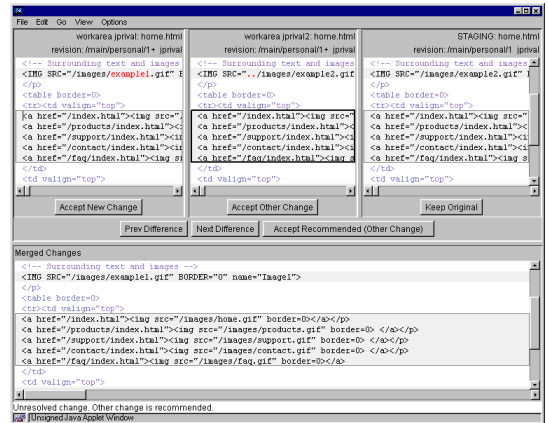 File Edit Go View Options
workarea jprival: home.html
revision: /main/personal/1+ jprival
<!-- Surrounding text and images
<IMG SRC="/images/example1.gif" B
</p>
<table border=0>
<tr><td valign="top">
<a href="/index.html"><img src="/
<a href="/products/index.html"><i
<a href="/support/index.html"><im
<a href="/contact/index.html"><im
<a href="/faq/index.html"><img sr
</td>
<td valign="top">
Accept New Change
workarea jprival2: home.html
revision: /main/personal/1+ jprival
<!-- Surrounding text and images
<IMG SRC="../images/example2.gif
</p>
<table border=0>
<tr><td valign="top">
<a href="/index.html"><img src="
<a href="/products/index.html"><
<a href="/support/index.html"><i
<a href="/contact/index.html"><i
<a href="/faq/index.html"><img s
</td>
<td valign="top">
Accept Other Change
STAGING: home.html
revision: /main/personal/1 jprival
<!-- Surrounding text and images
<IMG SRC="/images/example2.gif"
</p>
<table border=0>
<tr><td valign="top">
<a href="/index.html"><img src="
<a href="/products/index.html"><
<a href="/support/index.html"><i
<a href="/contact/index.html"><i
<a href="/faq/index.html"><img s
</td>
<td valign="top">
Keep Original
Prev Difference Next Difference Accept Recommended (Other Change)
Merged Changes
<!-- Surrounding text and images -->
<IMG SRC="/images/example1.gif" BORDER="0" name="Image1">
</p>
<table border=0>
<tr><td valign="top">
<a href="/index.html"><img src="/images/home.gif" border=0></a></p>
<a href="/products/index.html"><img src="/images/products.gif" border=0> </a></p>
<a href="/support/index.html"><img src="/images/support.gif" border=0> </a></p>
<a href="/contact/index.html"><img src="/images/contact.gif" border=0> </a></p>
<a href="/faq/index.html"><img src="/images/faq.gif" border=0></a>
</td>
<td valign="top">
Unresolved change. Other change is recommended.
Unsigned Java Applet Window